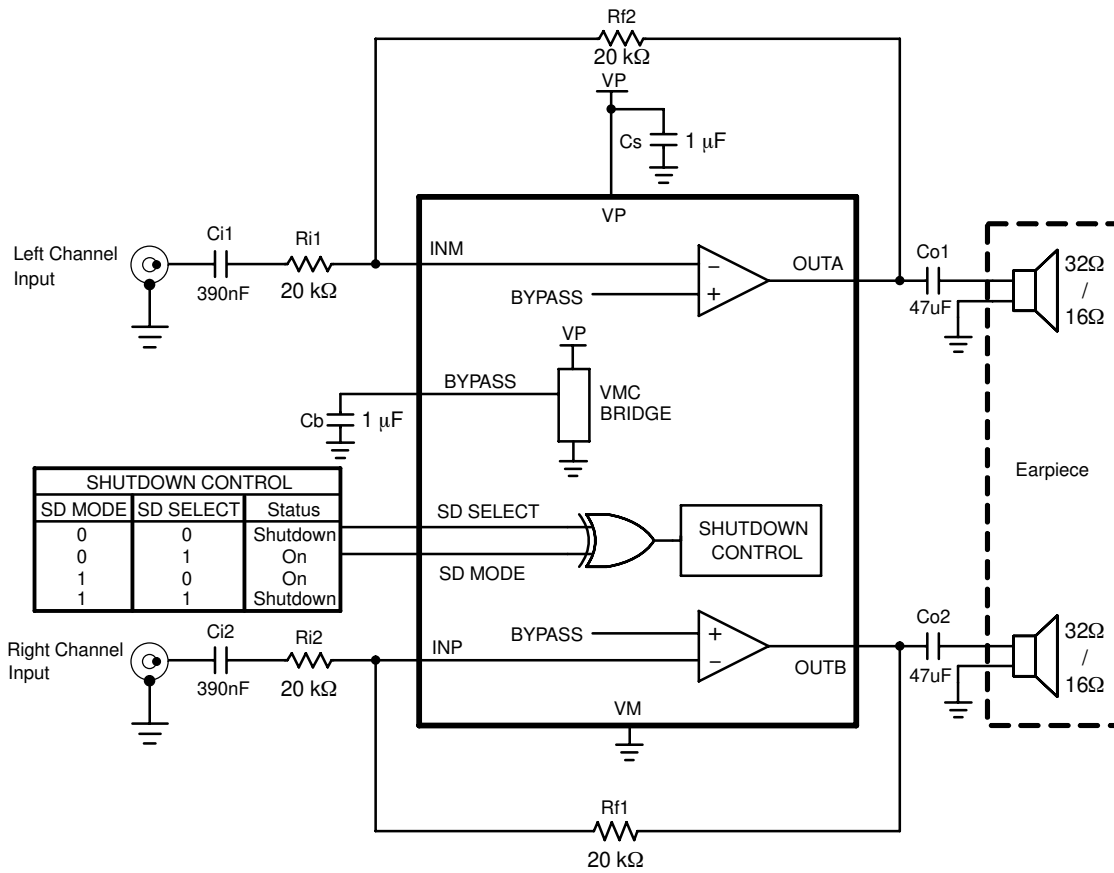 Rf2
20 kΩ
VP
Cs
1 μF
VP
Left Channel
Input
Ci1
390nF
Ri1
20 kΩ
INM
−
+
BYPASS
OUTA
Co1
47uF
32Ω
/
16Ω
VP
BYPASS
VMC
BRIDGE
Cb
1 μF
Earpiece
SHUTDOWN CONTROL
SD MODE SD SELECT Status
0 0 Shutdown
0 1 On
1 0 On
1 1 Shutdown
SD SELECT
SD MODE
SHUTDOWN
CONTROL
Right Channel
Input
Ci2
390nF
Ri2
20 kΩ
INP
BYPASS
+
−
OUTB
Co2
47uF
32Ω
/
16Ω
VM
Rf1
20 kΩ